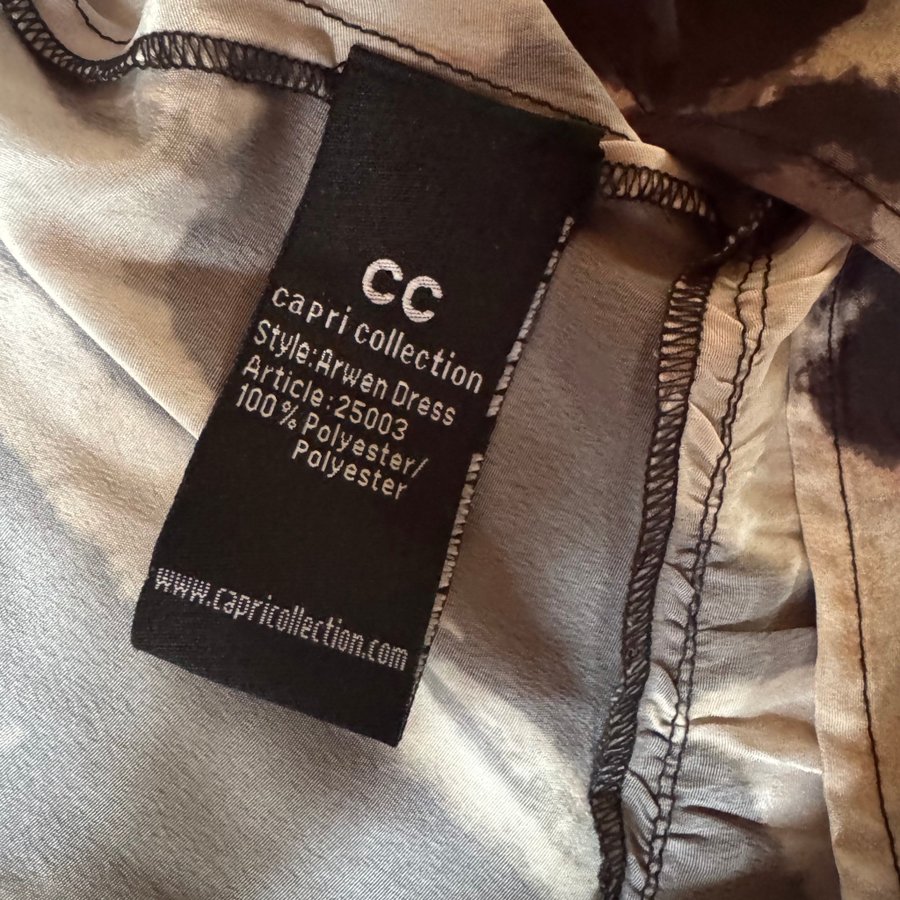 CC
capri collection
Style:Arwen Dress
Article:25003
100 % Polyester/
Polyester
www.capricollection.com